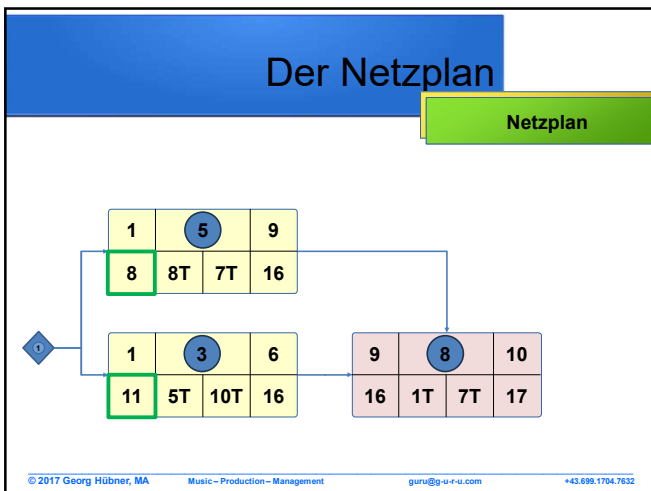 Der Netzplan
Netzplan
1 5 9
8 8T 7T 16
1
1 3 6
11 5T 10T 16
9 8 10
16 1T 7T 17
© 2017 Georg Hübner, MA Music – Production – Management guru@g-u-r-u.com +43.699.1704.7632